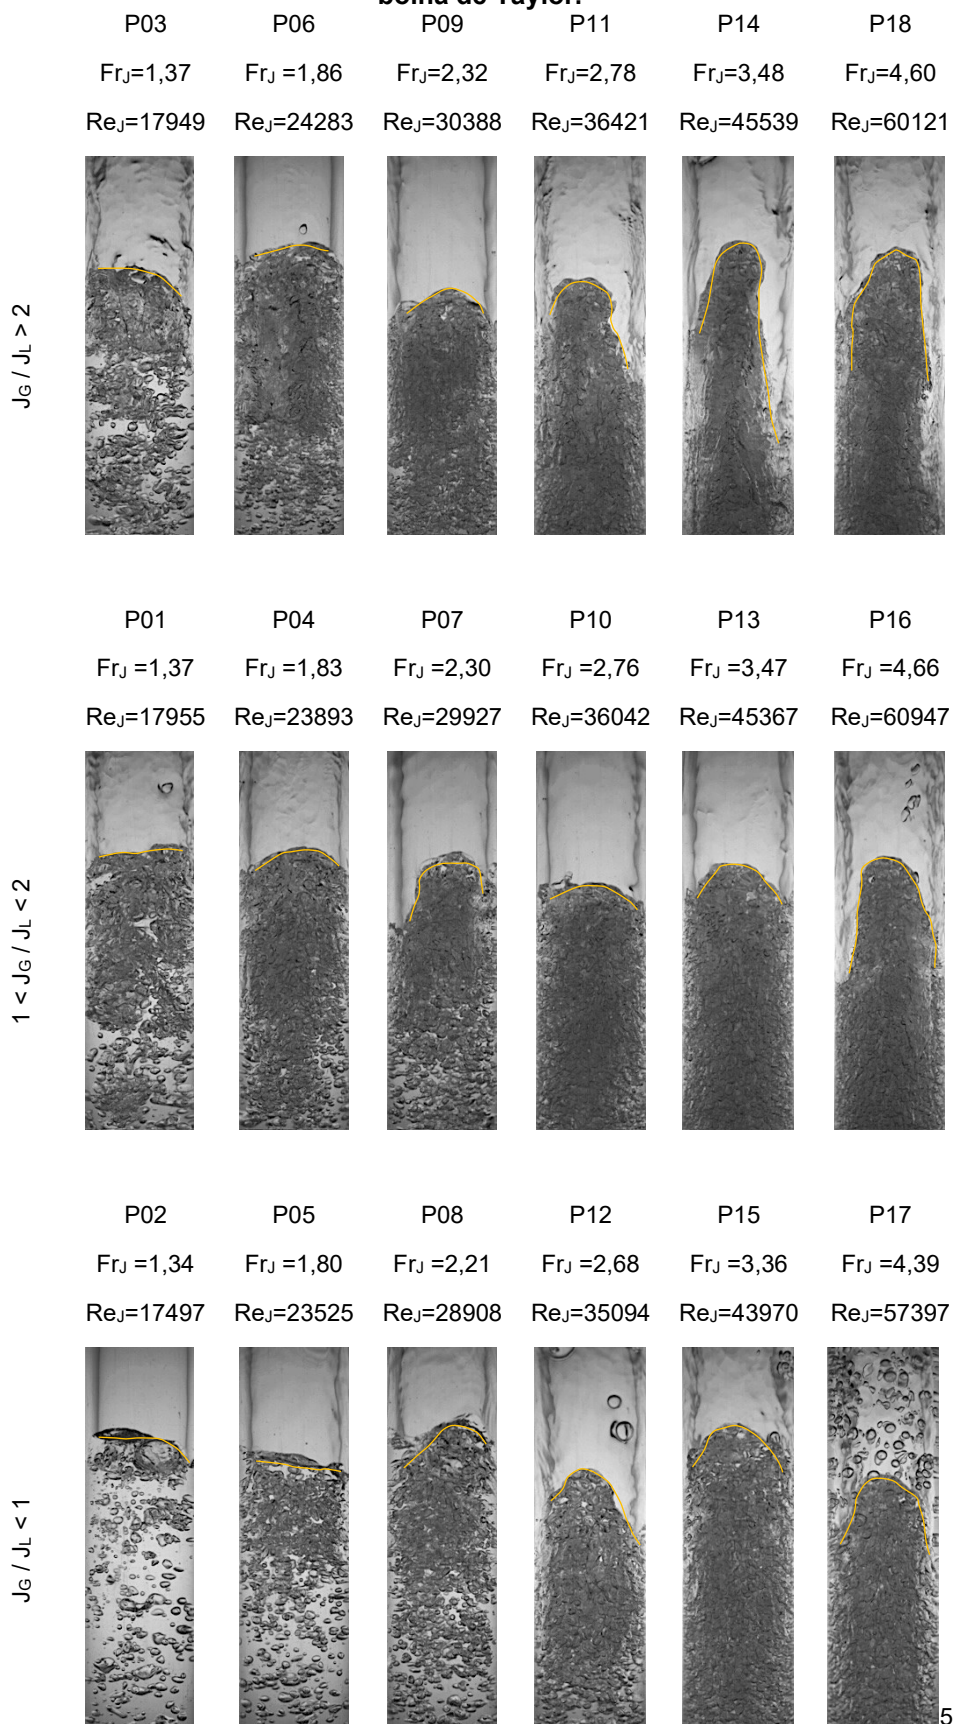 bolha de Taylor.
P03 P06 P09 P11 P14 P18
FrJ=1,37 FrJ =1,86 FrJ=2,32 FrJ=2,78 FrJ=3,48 FrJ=4,60
ReJ=17949 ReJ=24283 ReJ=30388 ReJ=36421 ReJ=45539 ReJ=60121
JG / JL > 2
P01 P04 P07 P10 P13 P16
FrJ =1,37 FrJ =1,83 FrJ =2,30 FrJ =2,76 FrJ =3,47 FrJ =4,66
ReJ=17955 ReJ=23893 ReJ=29927 ReJ=36042 ReJ=45367 ReJ=60947
1 < JG / JL < 2
P02 P05 P08 P12 P15 P17
FrJ =1,34 FrJ =1,80 FrJ =2,21 FrJ =2,68 FrJ =3,36 FrJ =4,39
ReJ=17497 ReJ=23525 ReJ=28908 ReJ=35094 ReJ=43970 ReJ=57397
JG / JL < 1
5